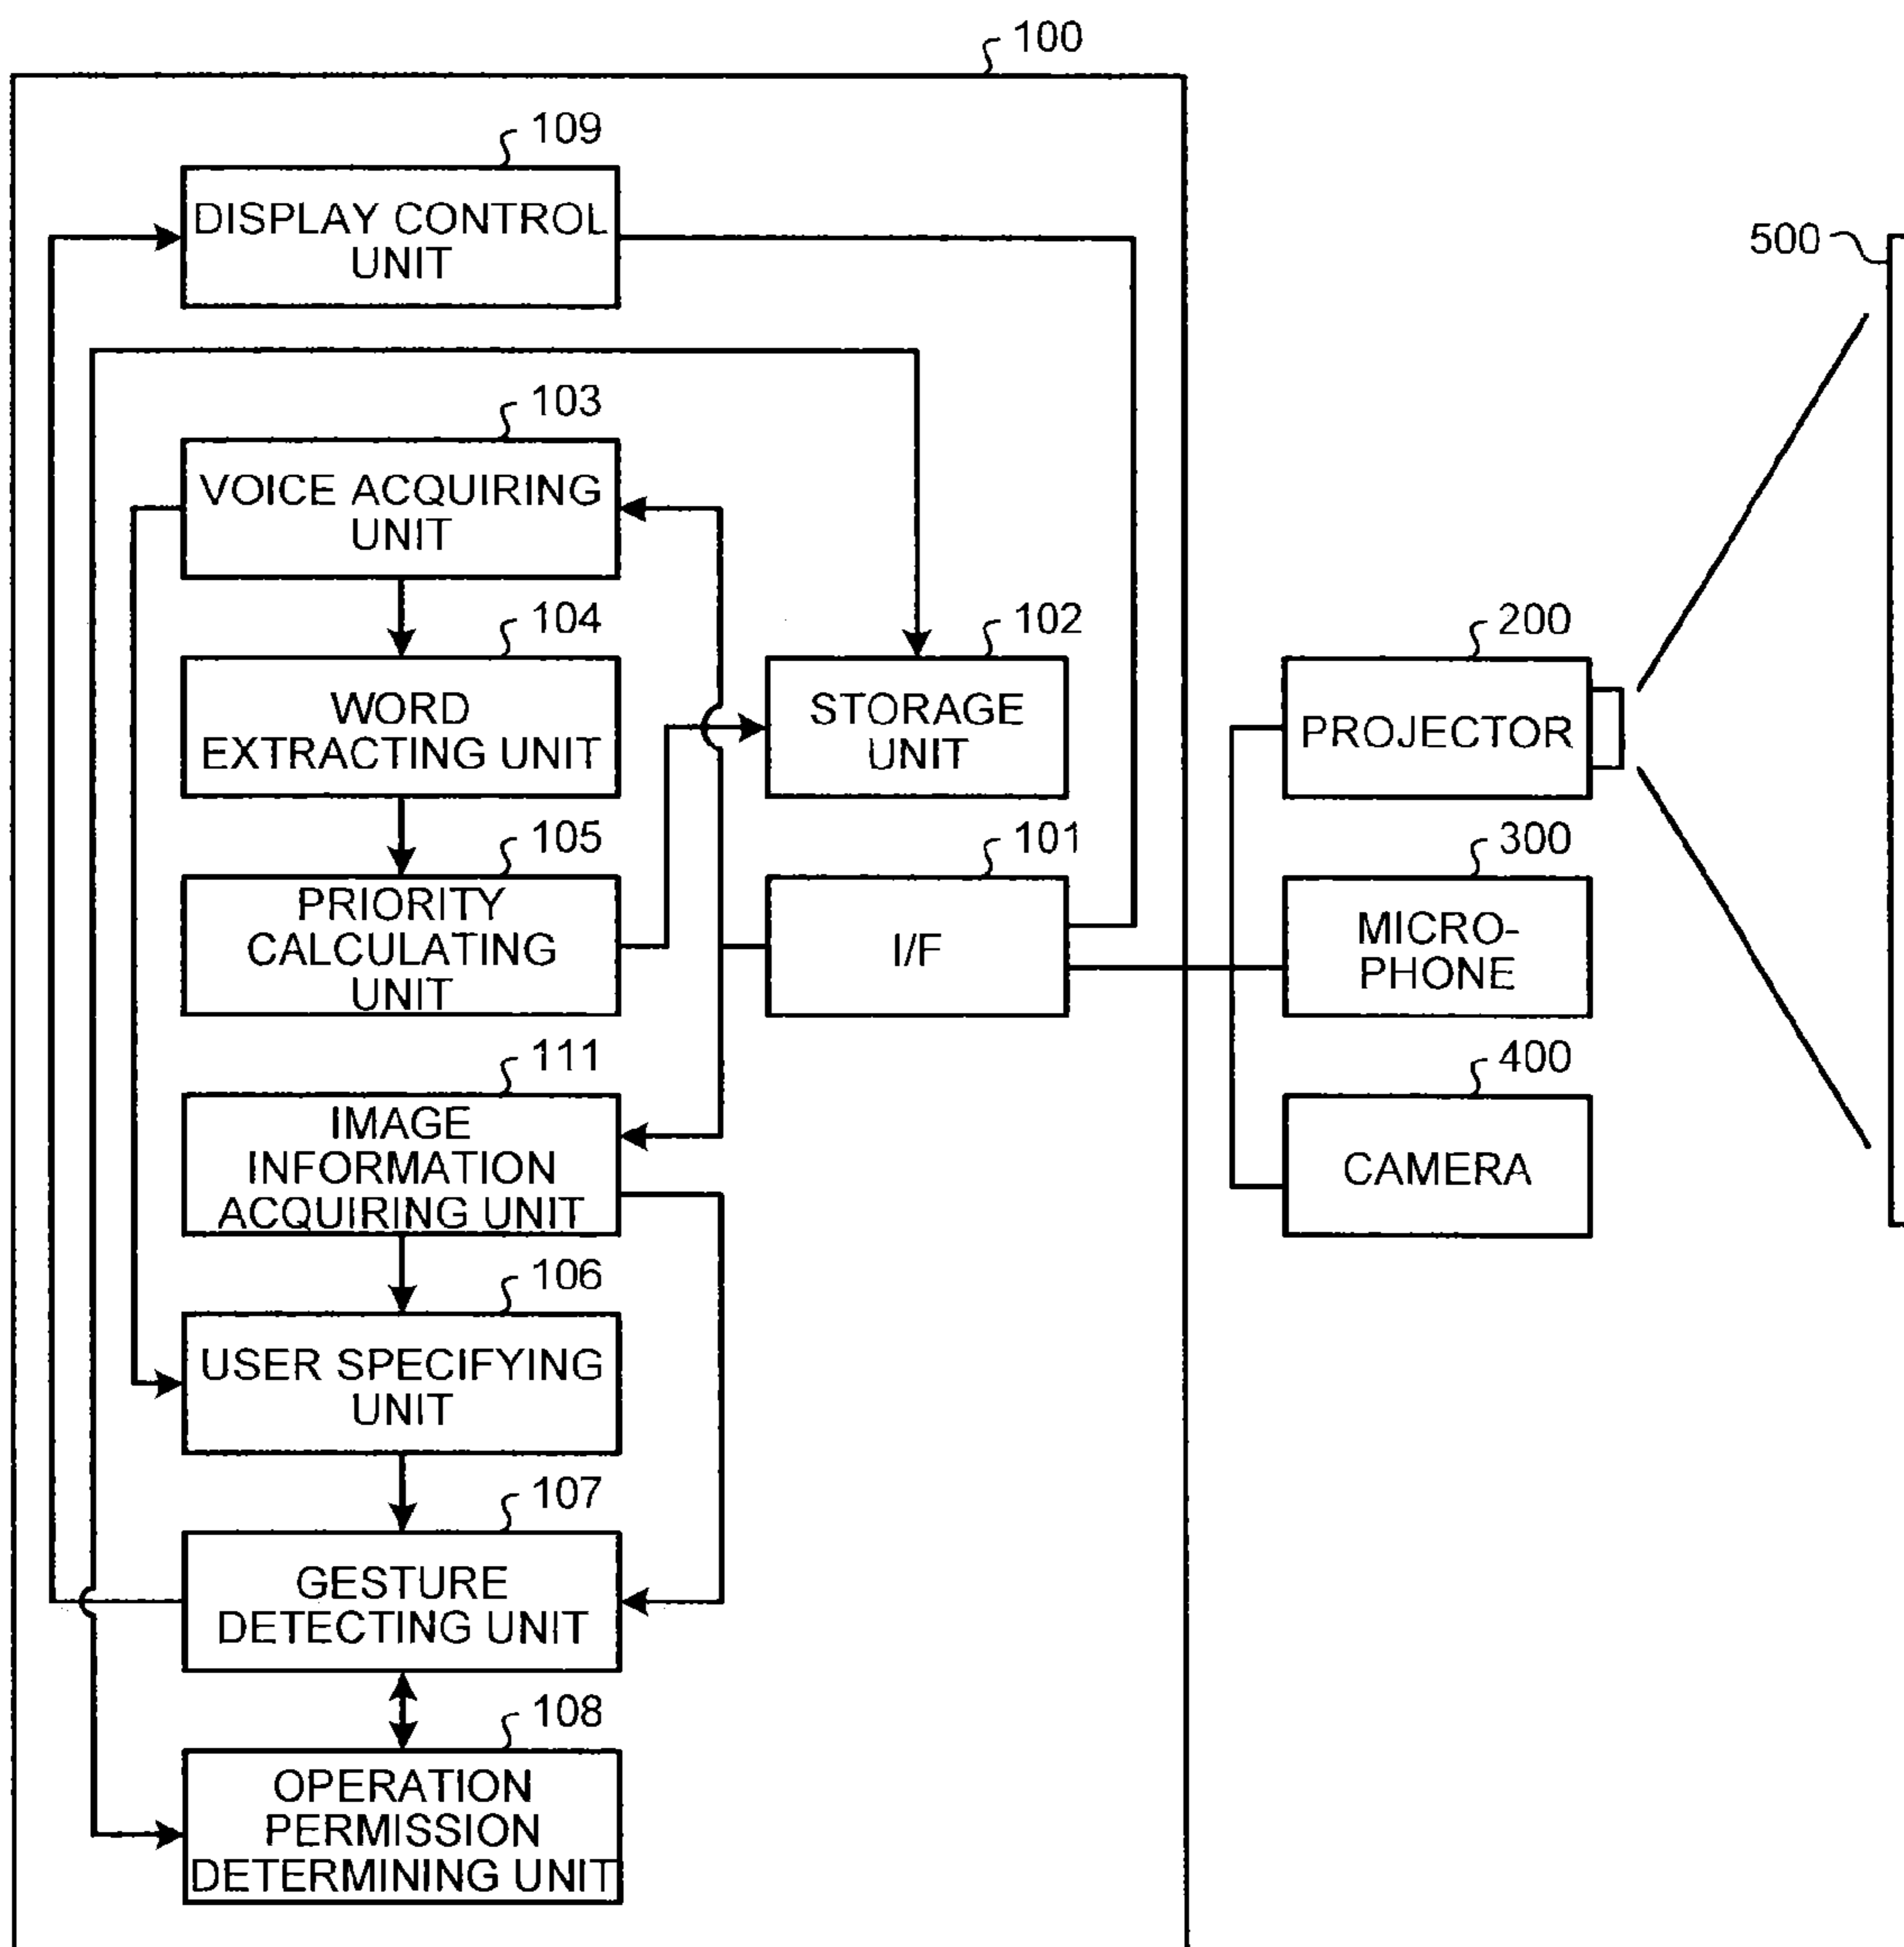 100
109
DISPLAY CONTROL
UNIT
500
103
VOICE ACQUIRING
UNIT
104
WORD
EXTRACTING UNIT
102
STORAGE
UNIT
200
PROJECTOR
105
PRIORITY
CALCULATING
UNIT
101
I/F
300
MICRO-
PHONE
111
IMAGE
INFORMATION
ACQUIRING UNIT
400
CAMERA
106
USER SPECIFYING
UNIT
107
GESTURE
DETECTING UNIT
108
OPERATION
PERMISSION
DETERMINING UNIT